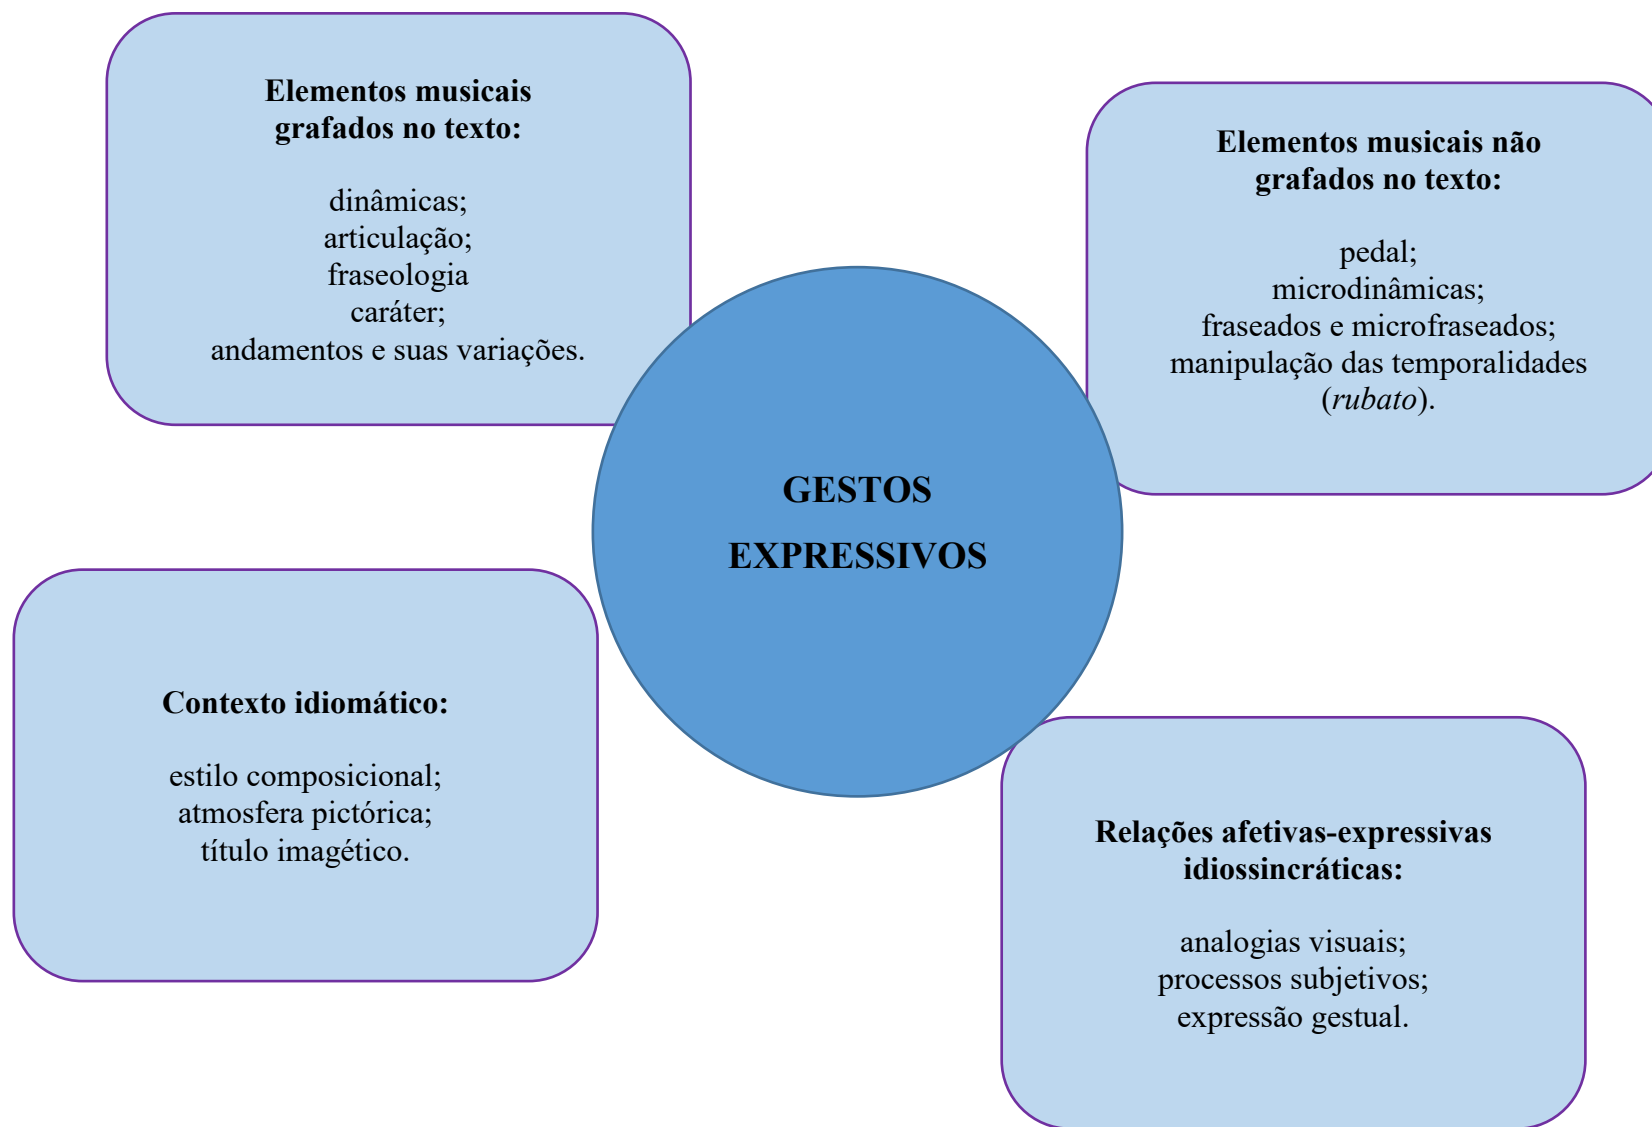 Elementos musicais
grafados no texto:
dinâmicas;
articulação;
fraseologia
caráter;
andamentos e suas variações.
Elementos musicais não
grafados no texto:
pedal;
microdinâmicas;
fraseados e microfraseados;
manipulação das temporalidades
(rubato).
GESTOS
EXPRESSIVOS
Contexto idiomático:
estilo composicional;
atmosfera pictórica;
título imagético.
Relações afetivas-expressivas
idiossincráticas:
analogias visuais;
processos subjetivos;
expressão gestual.